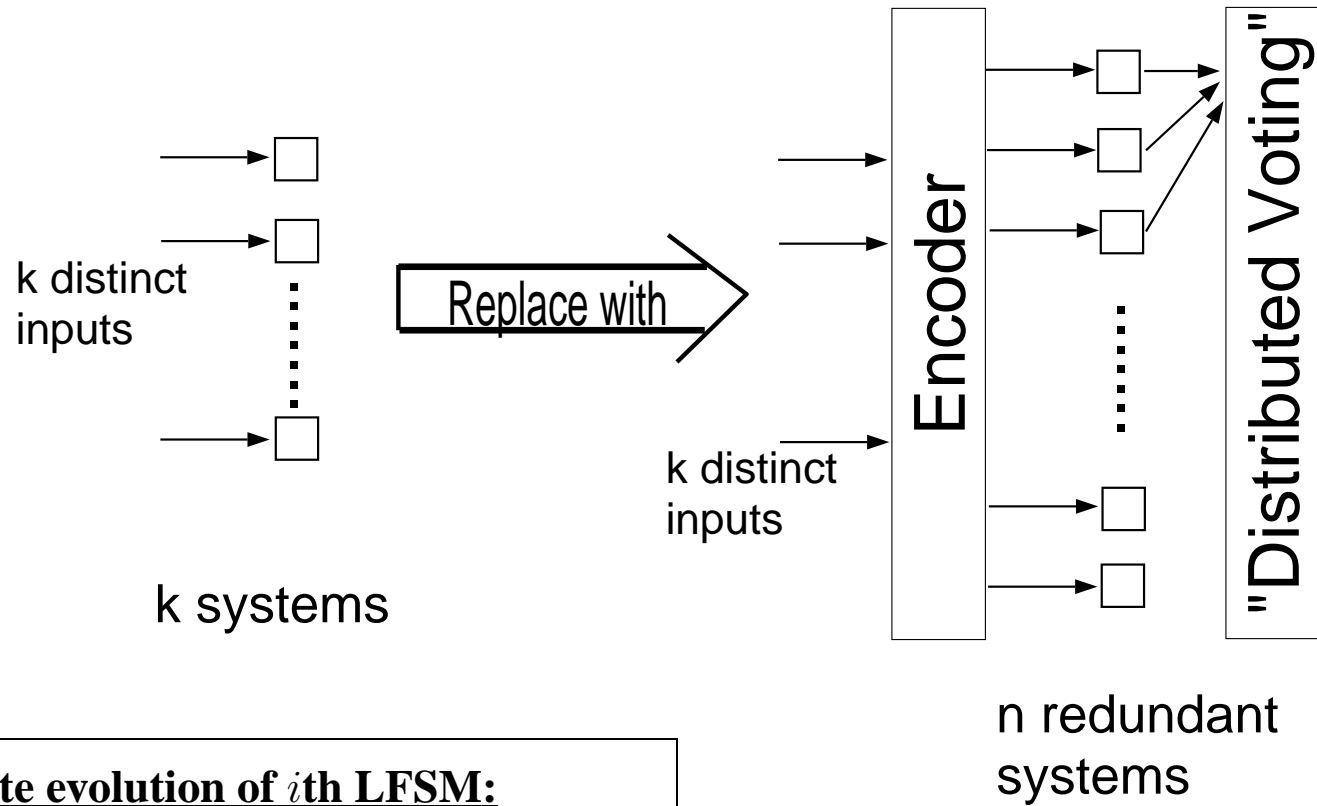 k distinct
inputs
k systems
Replace with
k distinct
inputs
Encoder
"Distributed Voting"
n redundant
systems
te evolution of ith LFSM: